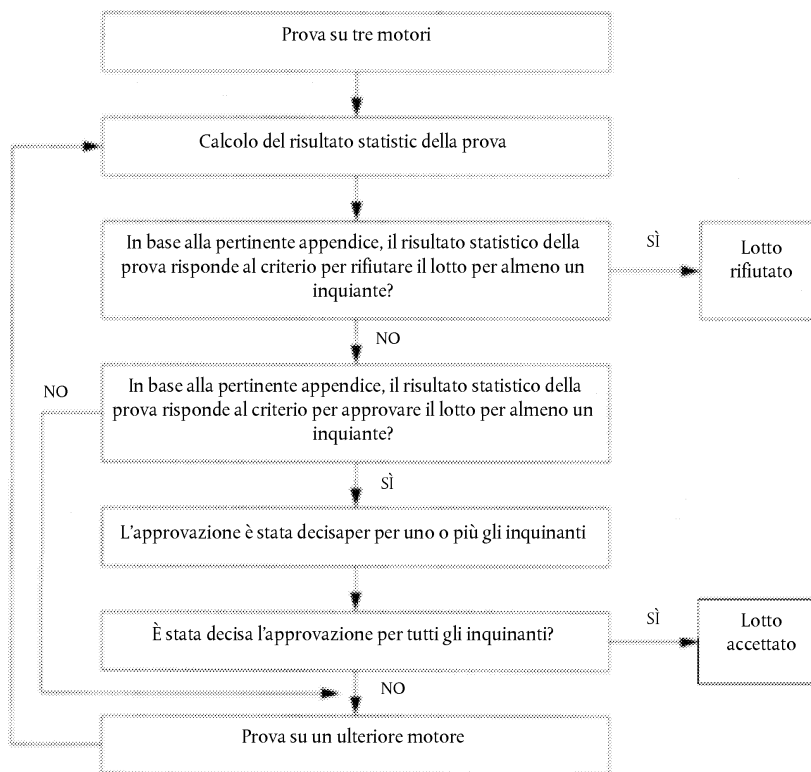 Prova su tre motori
Calcolo del risultato statistic della prova
In base alla pertinente appendice, il risultato statistico della
prova risponde al criterio per rifiutare il lotto per almeno un
inquiante?
SÌ
Lotto
rifiutato
NO
NO
In base alla pertinente appendice, il risultato statistico della
prova risponde al criterio per approvare il lotto per almeno un
inquiante?
SÌ
L'approvazione è stata decisaper per uno o più gli inquinanti
È stata decisa l'approvazione per tutti gli inquinanti?
SÌ
Lotto
accettato
NO
Prova su un ulteriore motore